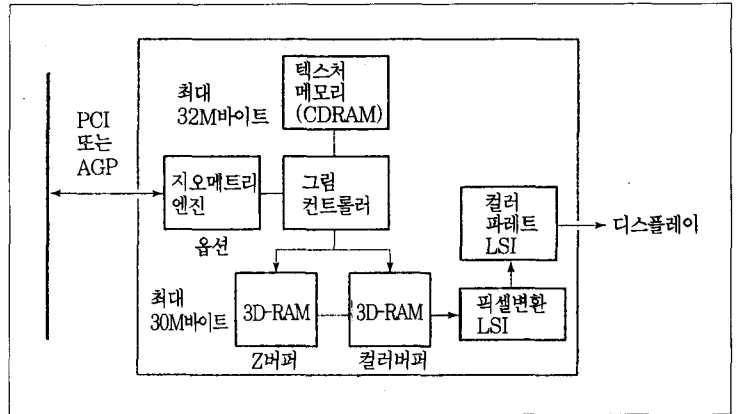 텍스처
메모리
(CDRAM)
최대
32M바이트
PCI
또는
AGP
지오메트리
엔진
옵션
그림
컨트롤러
컬러
파레트
LSI
디스플레이
최대
30M바이트
3D-RAM
Z버퍼
3D-RAM
컬러버퍼
픽셀변환
LSI